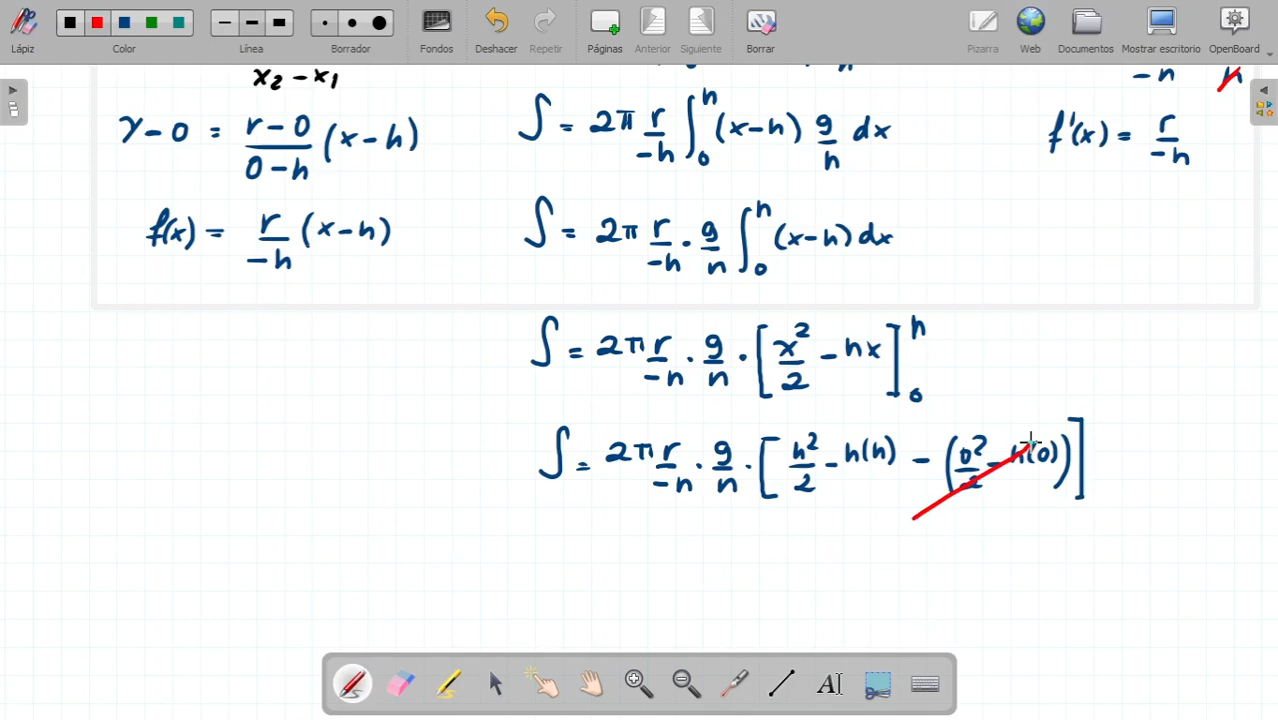 Lápiz Color Línea Borrador Fondos Deshacer Repetir Páginas Anterior Siguiente Borrar Pizarra Web Documentos Mostrar escritorio OpenBoard
x₂ - x₁
-h h
y - 0 = (r - 0)/(0 - h) (x - h)
S = 2π r/-h ∫₀ʰ (x - h) g/h dx
f'(x) = r/-h
f(x) = r/-h (x - h)
S = 2π r/-h · g/h ∫₀ʰ (x - h) dx
S = 2π r/-h · g/h · [x²/2 - hx]₀ʰ
S = 2π r/-h · g/h · [h²/2 - h(h) - (0²/2 - h(0))]
AI